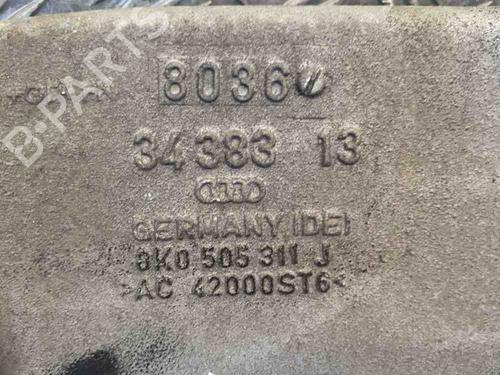 8036
34383 13
GERMANY (DE)
8K0 505 311 J
>AC 42000ST6<
B-PARTS